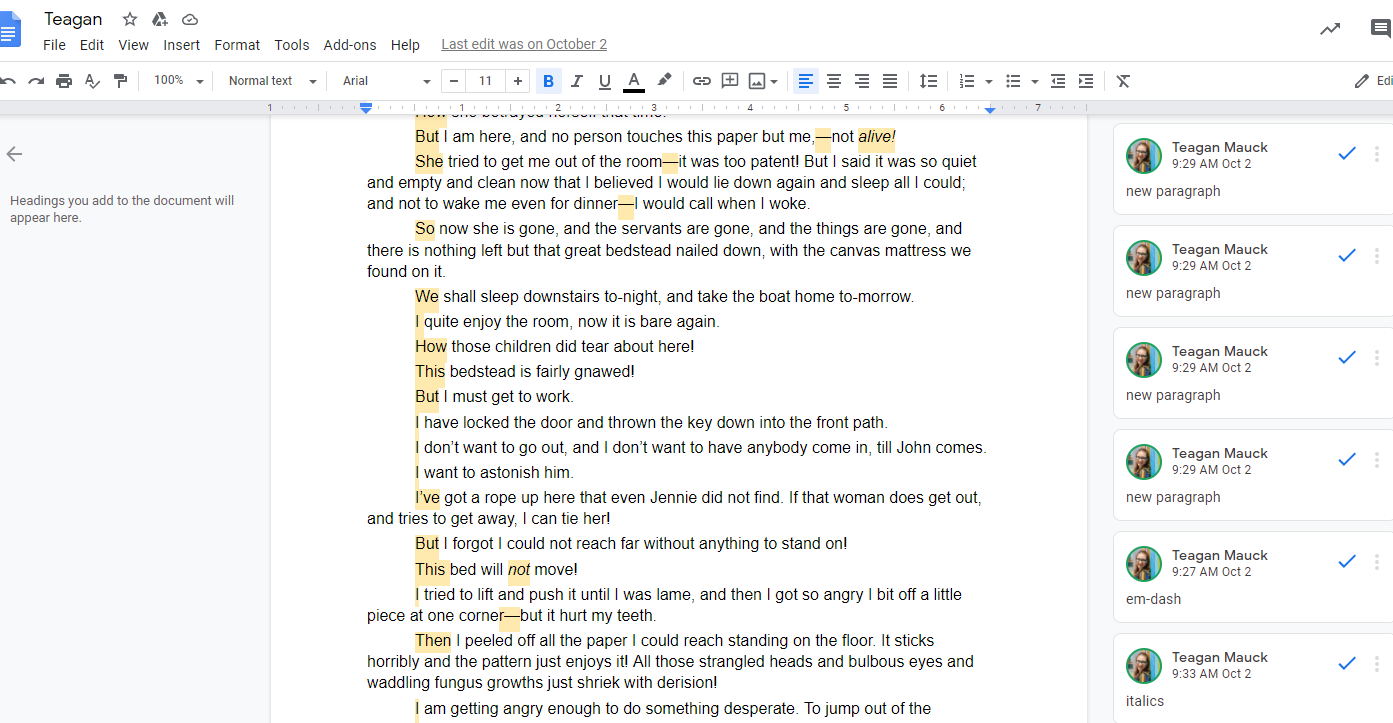 Teagan
File Edit View Insert Format Tools Add-ons Help Last edit was on October 2
100% Normal text Arial 11 B I U A Edi
1 1 2 3 4 5 6 7
Headings you add to the document will
appear here.
How she betrayed herself that time!
But I am here, and no person touches this paper but me,—not alive!
She tried to get me out of the room—it was too patent! But I said it was so quiet
and empty and clean now that I believed I would lie down again and sleep all I could;
and not to wake me even for dinner—I would call when I woke.
So now she is gone, and the servants are gone, and the things are gone, and
there is nothing left but that great bedstead nailed down, with the canvas mattress we
found on it.
We shall sleep downstairs to-night, and take the boat home to-morrow.
I quite enjoy the room, now it is bare again.
How those children did tear about here!
This bedstead is fairly gnawed!
But I must get to work.
I have locked the door and thrown the key down into the front path.
I don’t want to go out, and I don’t want to have anybody come in, till John comes.
I want to astonish him.
I’ve got a rope up here that even Jennie did not find. If that woman does get out,
and tries to get away, I can tie her!
But I forgot I could not reach far without anything to stand on!
This bed will not move!
I tried to lift and push it until I was lame, and then I got so angry I bit off a little
piece at one corner—but it hurt my teeth.
Then I peeled off all the paper I could reach standing on the floor. It sticks
horribly and the pattern just enjoys it! All those strangled heads and bulbous eyes and
waddling fungus growths just shriek with derision!
I am getting angry enough to do something desperate. To jump out of the
Teagan Mauck
9:29 AM Oct 2
new paragraph
Teagan Mauck
9:29 AM Oct 2
new paragraph
Teagan Mauck
9:29 AM Oct 2
new paragraph
Teagan Mauck
9:29 AM Oct 2
new paragraph
Teagan Mauck
9:27 AM Oct 2
em-dash
Teagan Mauck
9:33 AM Oct 2
italics